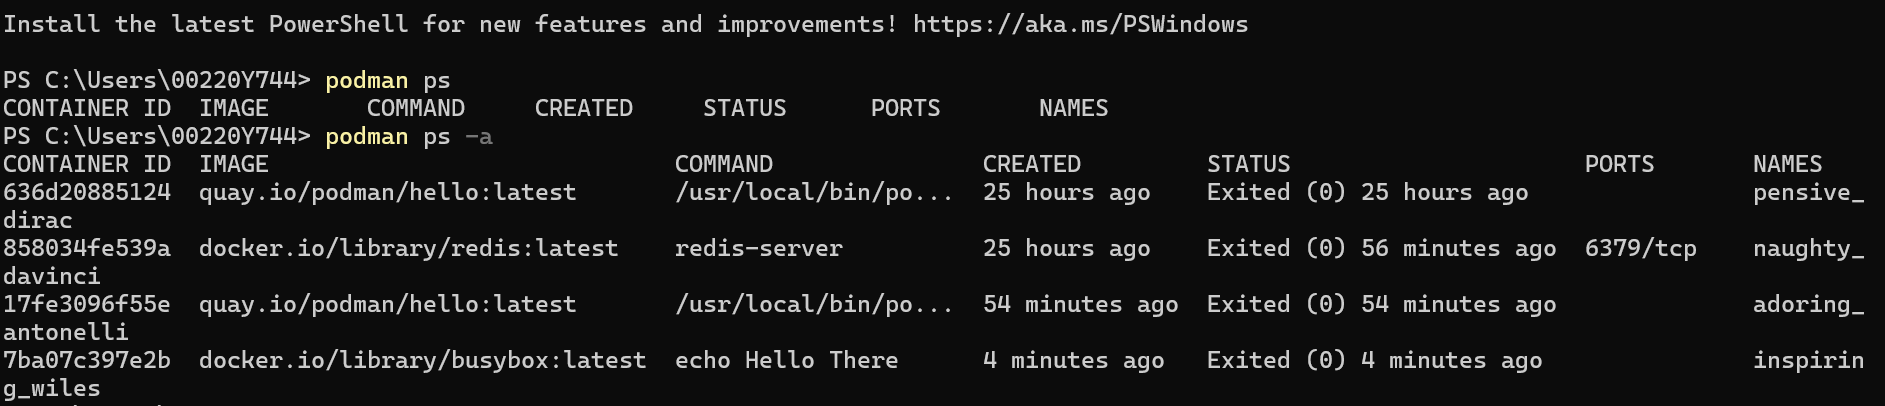 Install the latest PowerShell for new features and improvements! https://aka.ms/PSWindows
PS C:\Users\00220Y744> podman ps
CONTAINER ID  IMAGE       COMMAND     CREATED     STATUS      PORTS       NAMES
PS C:\Users\00220Y744> podman ps -a
CONTAINER ID  IMAGE                             COMMAND               CREATED         STATUS                     PORTS       NAMES
636d20885124  quay.io/podman/hello:latest       /usr/local/bin/po...  25 hours ago    Exited (0) 25 hours ago                pensive_
dirac
858034fe539a  docker.io/library/redis:latest    redis-server          25 hours ago    Exited (0) 56 minutes ago  6379/tcp    naughty_
davinci
17fe3096f55e  quay.io/podman/hello:latest       /usr/local/bin/po...  54 minutes ago  Exited (0) 54 minutes ago              adoring_
antonelli
7ba07c397e2b  docker.io/library/busybox:latest  echo Hello There      4 minutes ago   Exited (0) 4 minutes ago               inspirin
g_wiles